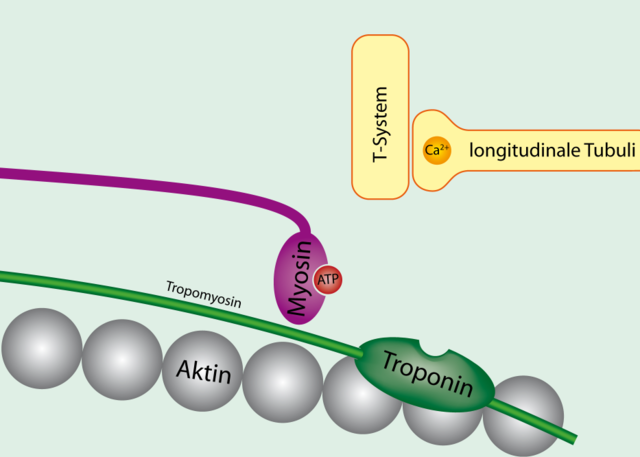 T-System
Ca²⁺
longitudinale Tubuli
Myosin
ATP
Tropomyosin
Aktin
Troponin